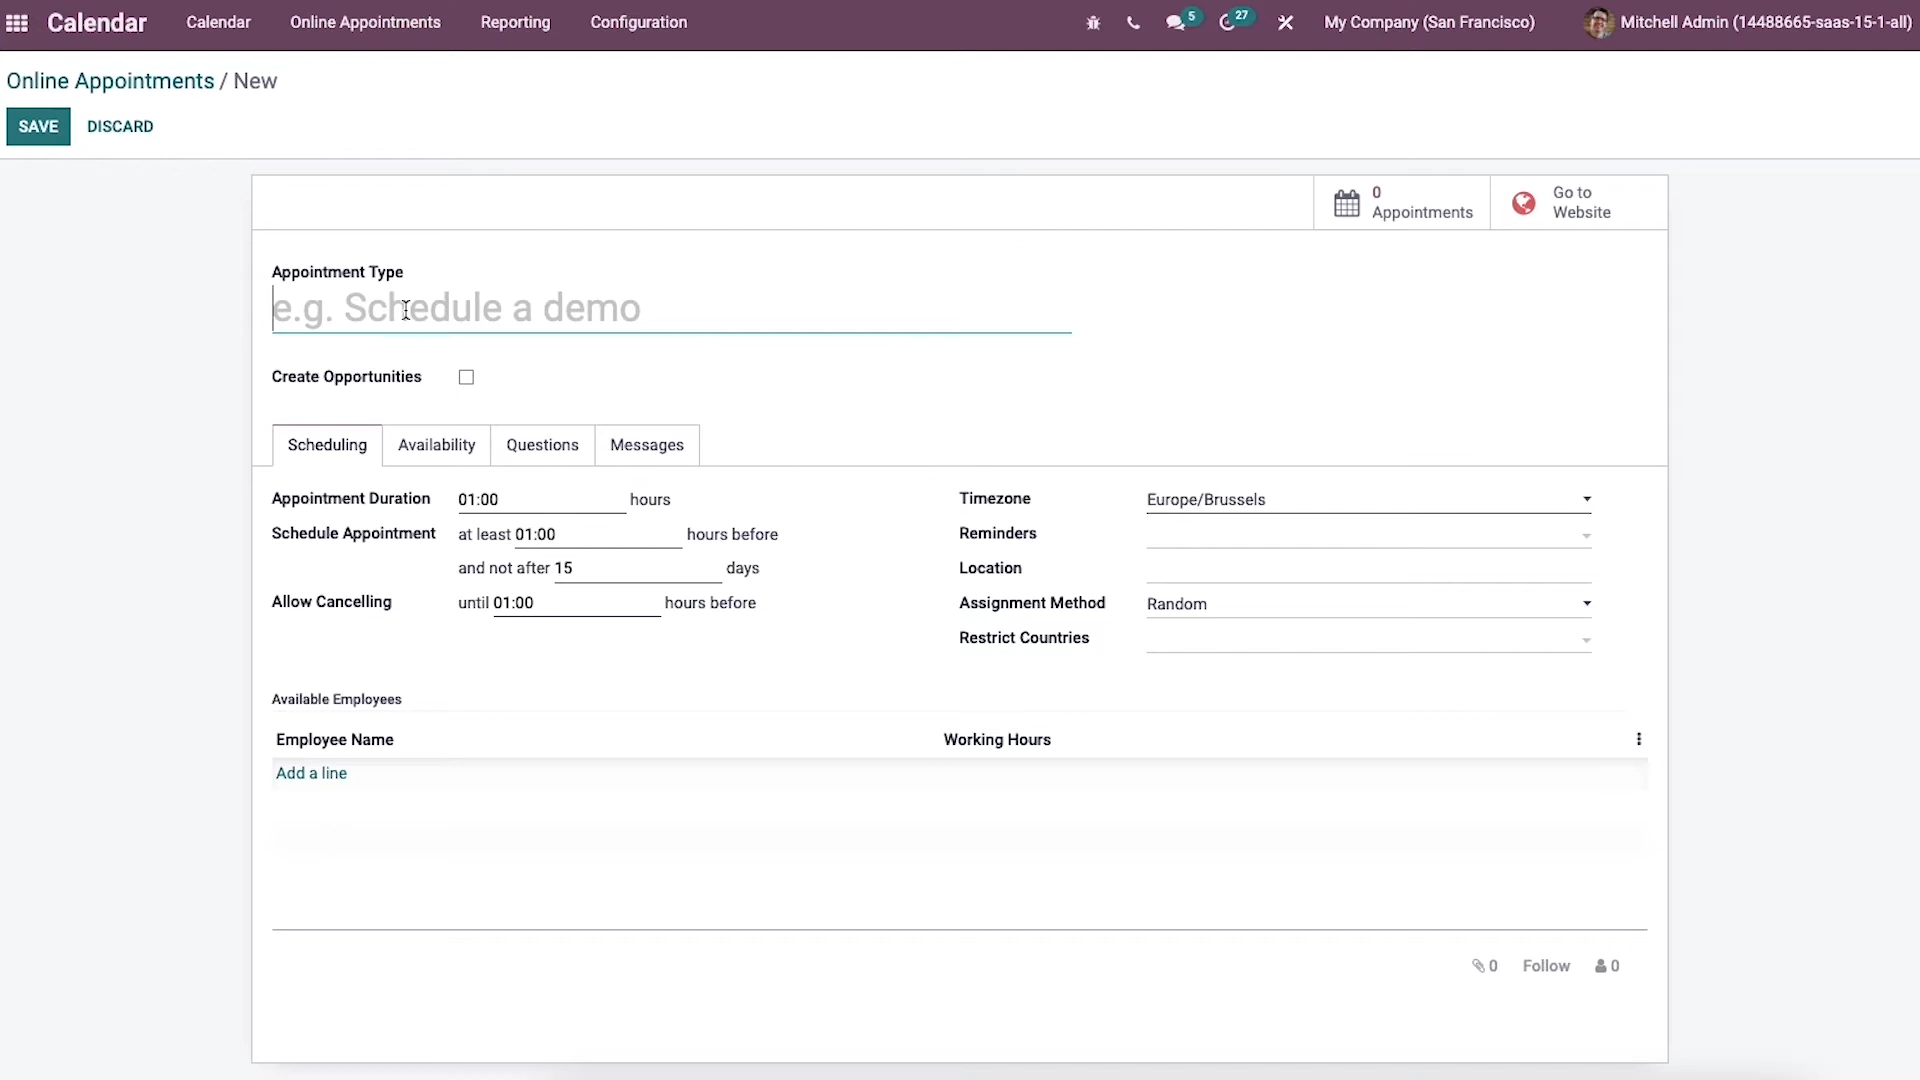 Calendar Calendar Online Appointments Reporting Configuration 5 27 My Company (San Francisco) Mitchell Admin (14488665-saas-15-1-all)
Online Appointments / New
SAVE DISCARD
0
Appointments
Go to
Website
Appointment Type
e.g. Schedule a demo
Create Opportunities
Scheduling Availability Questions Messages
Appointment Duration 01:00 hours
Schedule Appointment at least 01:00 hours before
and not after 15 days
Allow Cancelling until 01:00 hours before
Timezone Europe/Brussels
Reminders
Location
Assignment Method Random
Restrict Countries
Available Employees
Employee Name Working Hours
Add a line
0 Follow 0